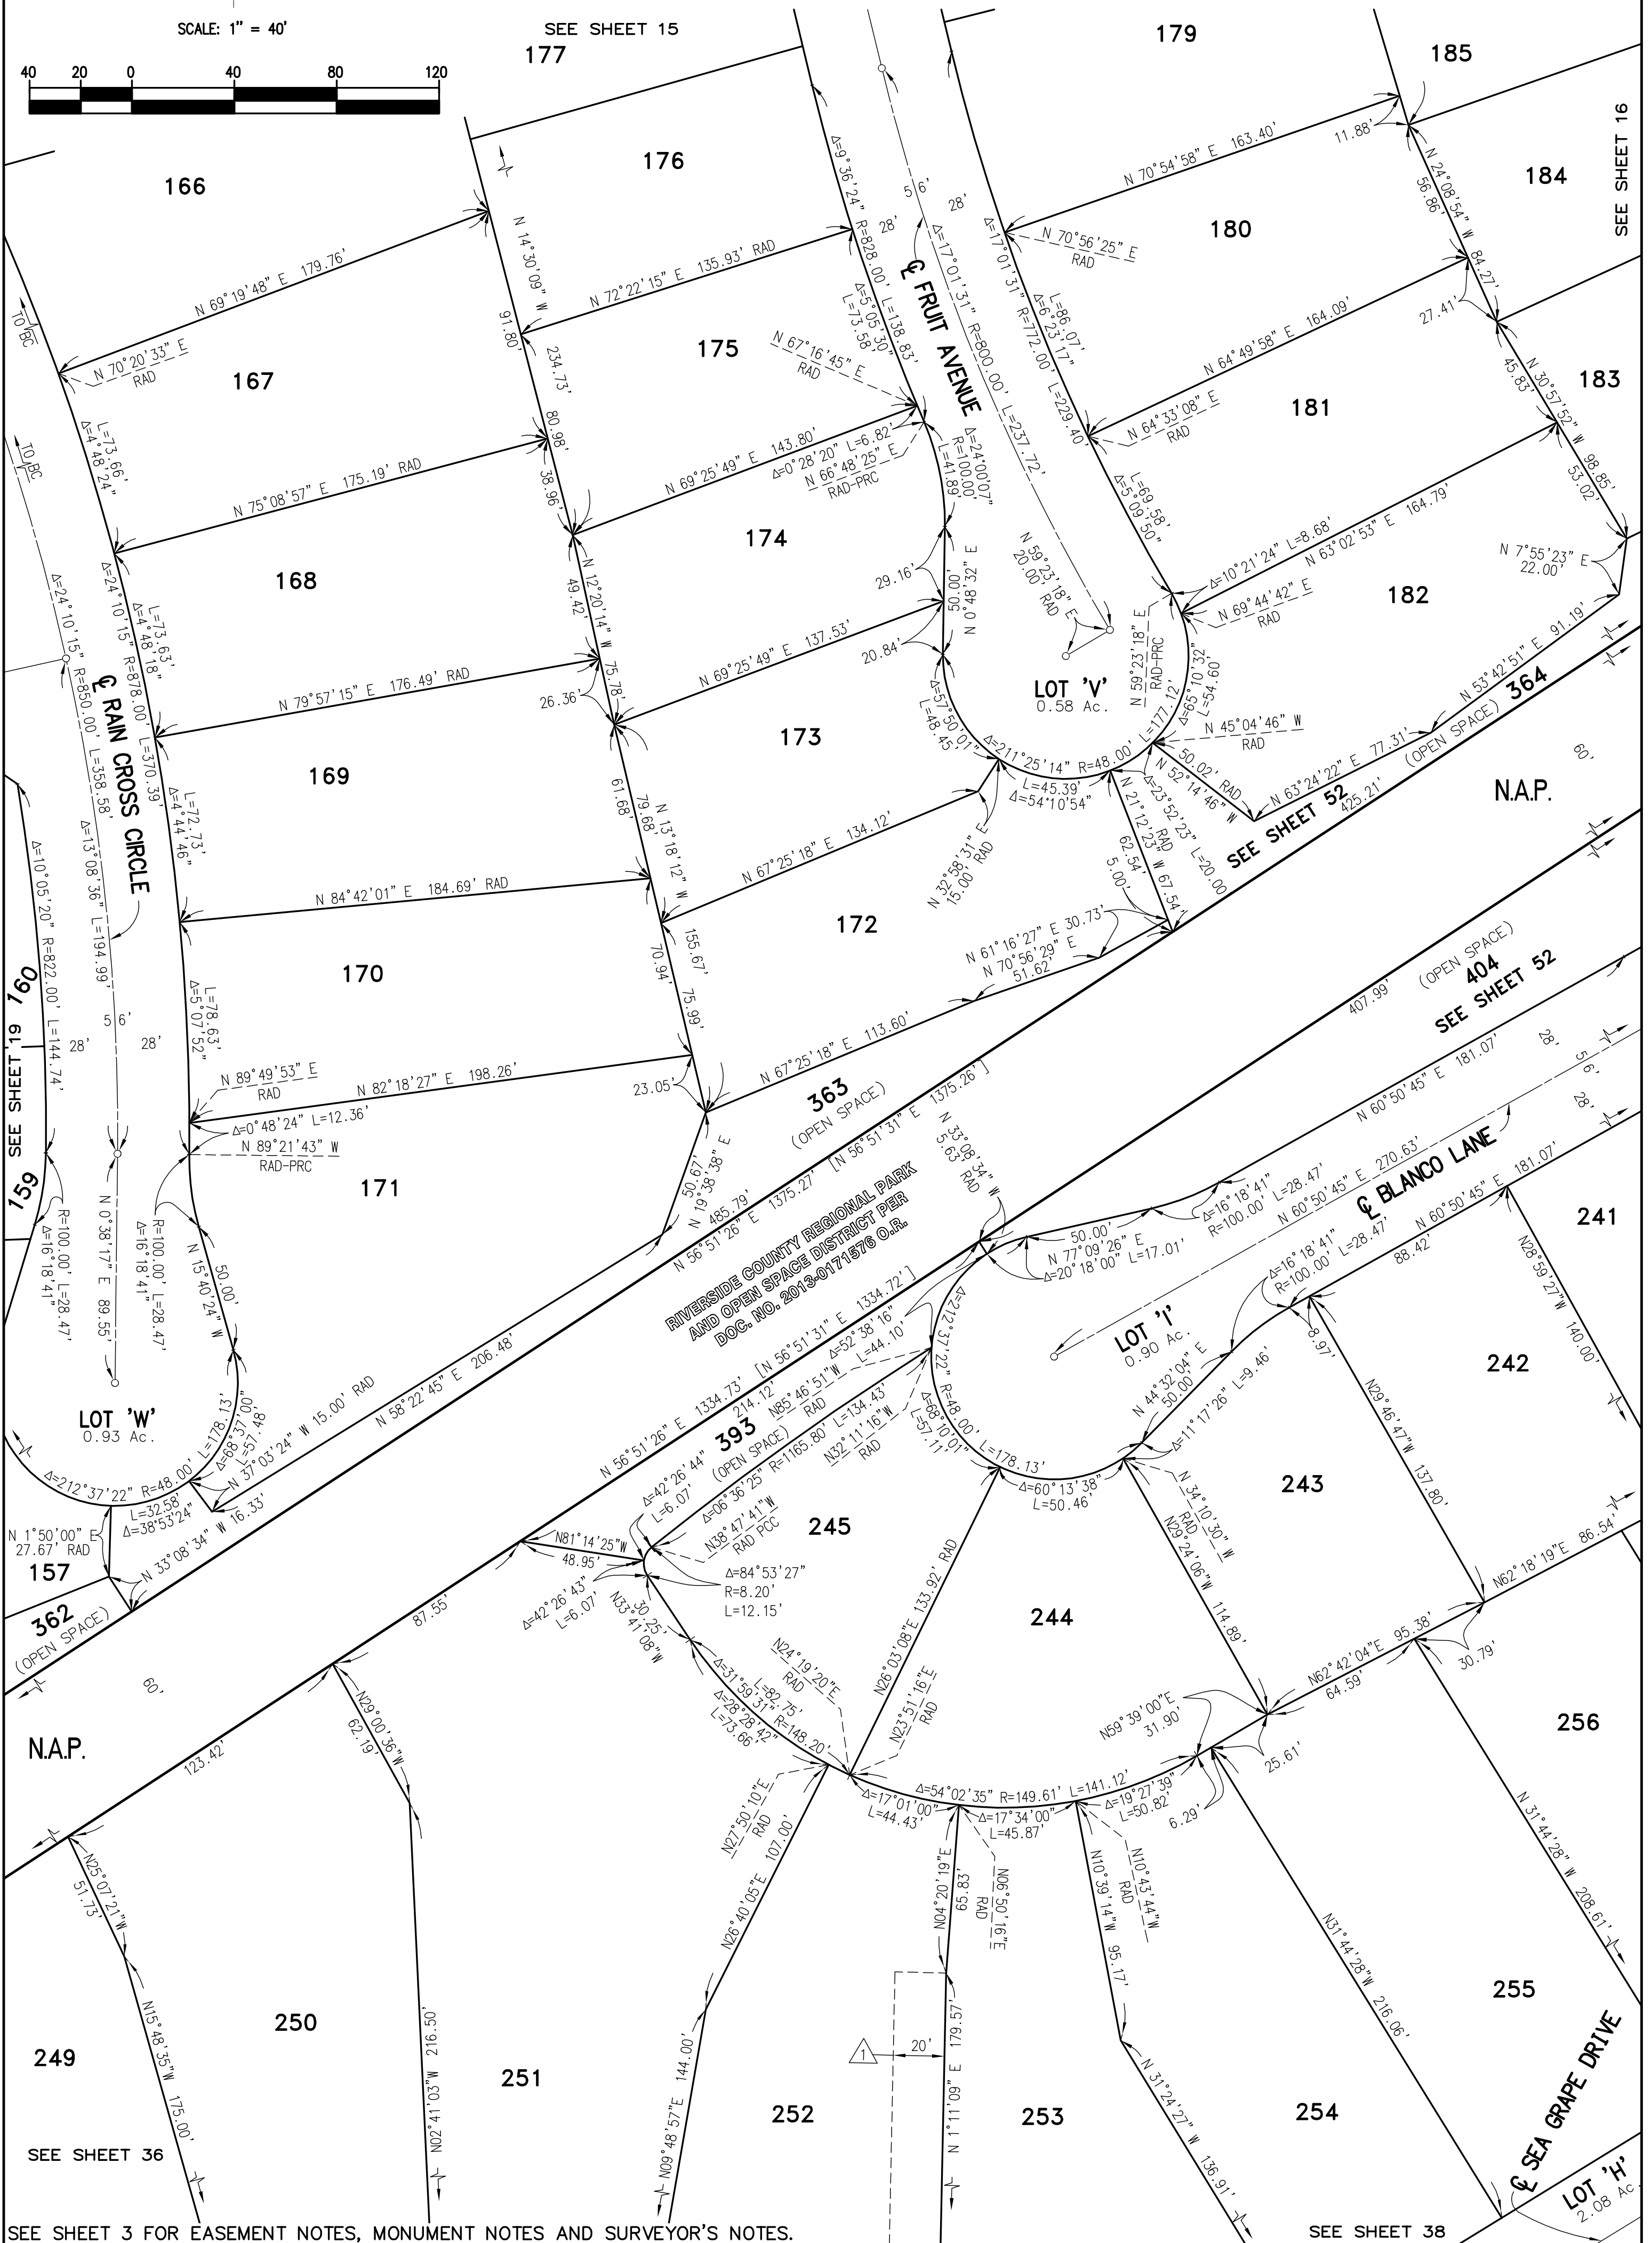 SCALE: 1" = 40'
SEE SHEET 15
40 20 0 40 80 120
177
179
185
SEE SHEET 16
166
176
184
180
N 70°54'58" E 163.40'
11.88'
N 24°08'54" W
56.86'
84.27'
27.41'
N 69°19'48" E 179.76'
N 14°30'09" W
91.80'
234.73'
80.98'
38.96'
N 72°22'15" E 135.93' RAD
Δ=9°36'24" R=828.00' L=138.83'
Δ=5°05'30"
L=73.58'
28'
56'
28'
℄ FRUIT AVENUE
Δ=17°01'31" R=800.00' L=237.72'
Δ=17°01'31" R=772.00' L=229.40'
L=86.07'
Δ=6°23'17"
N 70°56'25" E
RAD
N 64°49'58" E 164.09'
183
N 30°57'52" W
45.83'
98.85'
53.02'
TO BC
N 70°20'33" E
RAD
167
175
N 67°16'45" E
RAD
181
N 64°33'08" E
RAD
TO BC
L=73.66'
Δ=4°48'24"
N 75°08'57" E 175.19' RAD
N 69°25'49" E 143.80'
Δ=0°28'20" L=6.82'
N 66°48'25" E
RAD-PRC
Δ=24°00'07"
R=100.00'
L=41.89'
L=69.58'
Δ=5°09'50"
N 63°02'53" E 164.79'
Δ=10°21'24" L=8.68'
N 7°55'23" E
22.00'
168
174
29.16'
50.00'
N 0°48'32" E
N 59°23'18" E
20.00'
RAD
N 69°44'42" E
RAD
182
Δ=24°10'15" R=850.00' L=358.58'
Δ=24°10'15" R=878.00' L=370.39'
L=73.63'
Δ=4°48'18"
N 12°20'14" W
49.42'
75.78'
26.36'
N 79°57'15" E 176.49' RAD
N 69°25'49" E 137.53'
20.84'
LOT 'V'
0.58 Ac.
N 59°23'18" E
RAD-PRC
Δ=65°10'32"
L=54.60'
N 53°42'51" E 91.19'
364
(OPEN SPACE)
℄ RAIN CROSS CIRCLE
173
Δ=57°50'01"
L=48.45'
Δ=211°25'14" R=48.00' L=177.12'
L=45.39'
Δ=54°10'54"
N 45°04'46" W
RAD
50.02' RAD
N 52°14'46" W
N 63°24'22" E 77.31'
60'
N.A.P.
169
L=72.73'
Δ=4°44'46"
61.68'
79.68'
N 13°18'12" W
N 67°25'18" E 134.12'
N 32°58'31" E
15.00' RAD
Δ=23°52'23" L=20.00
N 21°12'23" W 67.54'
RAD
62.54'
5.00'
SEE SHEET 52
425.21'
Δ=13°08'36" L=194.99'
Δ=10°05'20" R=822.00' L=144.74'
N 84°42'01" E 184.69' RAD
172
N 61°16'27" E 30.73'
N 70°56'29" E
51.62'
(OPEN SPACE)
404
SEE SHEET 52
407.99'
160
170
L=78.63'
Δ=5°07'52"
155.67'
70.94'
75.99'
56'
28'
28'
SEE SHEET 19
N 67°25'18" E 113.60'
N 60°50'45" E 181.07'
28'
56'
28'
N 89°49'53" E
RAD
N 82°18'27" E 198.26'
Δ=0°48'24" L=12.36'
N 89°21'43" W
RAD-PRC
23.05'
363
(OPEN SPACE)
159
171
N 56°51'26" E 1375.27' [N 56°51'31" E 1375.26']
485.79'
50.67'
N 19°38'38" E
N 33°08'34" W
5.63' RAD
Δ=16°18'41"
R=100.00' L=28.47'
N 60°50'45" E 270.63'
℄ BLANCO LANE
N 60°50'45" E 181.07'
88.42'
241
R=100.00' L=28.47'
Δ=16°18'41"
N 0°38'17" E 89.55'
R=100.00' L=28.47'
Δ=16°18'41"
50.00'
N 15°40'24" W
RIVERSIDE COUNTY REGIONAL PARK
AND OPEN SPACE DISTRICT PER
DOC. NO. 2013-0171576 O.R.
50.00'
N 77°09'26" E
Δ=20°18'00" L=17.01'
Δ=16°18'41"
R=100.00' L=28.47'
8.97'
N28°59'27"W 140.00'
LOT 'I'
0.90 Ac.
242
N 56°51'26" E 1334.73' [N 56°51'31" E 1334.72']
214.12'
Δ=52°38'16"
L=44.10'
N85°46'51"W
RAD
Δ=212°37'22" R=48.00' L=178.13'
Δ=68°10'01"
L=57.11'
N 44°32'04" E
50.00'
Δ=11°17'26" L=9.46'
N29°46'47"W 137.80'
LOT 'W'
0.93 Ac.
Δ=212°37'22" R=48.00' L=178.13'
Δ=68°37'00"
L=57.48'
N 37°03'24" W 15.00' RAD
N 58°22'45" E 206.48'
L=32.58'
Δ=38°53'24"
N 33°08'34" W 16.33'
N 1°50'00" E
27.67' RAD
157
362
(OPEN SPACE)
393
(OPEN SPACE)
Δ=42°26'44"
L=6.07'
Δ=06°36'25" R=1165.80' L=134.43'
N32°11'16"W
RAD
N38°47'41"W
RAD PCC
Δ=60°13'38"
L=50.46'
N 34°10'30" W
RAD
N29°24'06"W 114.89'
243
245
N81°14'25"W
48.95'
Δ=84°53'27"
R=8.20'
L=12.15'
Δ=42°26'43"
L=6.07'
30.25'
N33°41'08"W
87.55'
N26°03'08"E 133.92' RAD
244
N62°18'19"E 86.54'
N62°42'04"E 95.38'
64.59'
30.79'
60'
N.A.P.
123.42'
N29°00'36"W
62.19'
N24°19'20"E
RAD
L=82.75'
Δ=31°59'31" R=148.20'
Δ=28°28'42"
L=73.66'
N23°51'16"E
RAD
N59°39'00"E
31.90'
25.61'
6.29'
256
Δ=54°02'35" R=149.61' L=141.12'
Δ=17°01'00"
L=44.43'
Δ=17°34'00"
L=45.87'
Δ=19°27'39"
L=50.82'
N27°50'10"E
RAD
N26°40'05"E 107.00'
N25°07'21"W
51.73'
N04°20'19"E
65.83'
N06°50'16"E
RAD
N10°39'14"W 95.17'
N10°43'44"W
RAD
N31°44'28"W 216.06'
N 31°44'28" W 208.61'
249
N15°48'35"W 175.00'
250
N02°41'03"W 216.50'
251
N09°48'57"E 144.00'
252
1
20'
N 1°11'09" E 179.57'
253
N 31°24'27" W 136.91'
254
255
℄ SEA GRAPE DRIVE
LOT 'H'
2.08 Ac.
SEE SHEET 36
SEE SHEET 3 FOR EASEMENT NOTES, MONUMENT NOTES AND SURVEYOR'S NOTES.
SEE SHEET 38